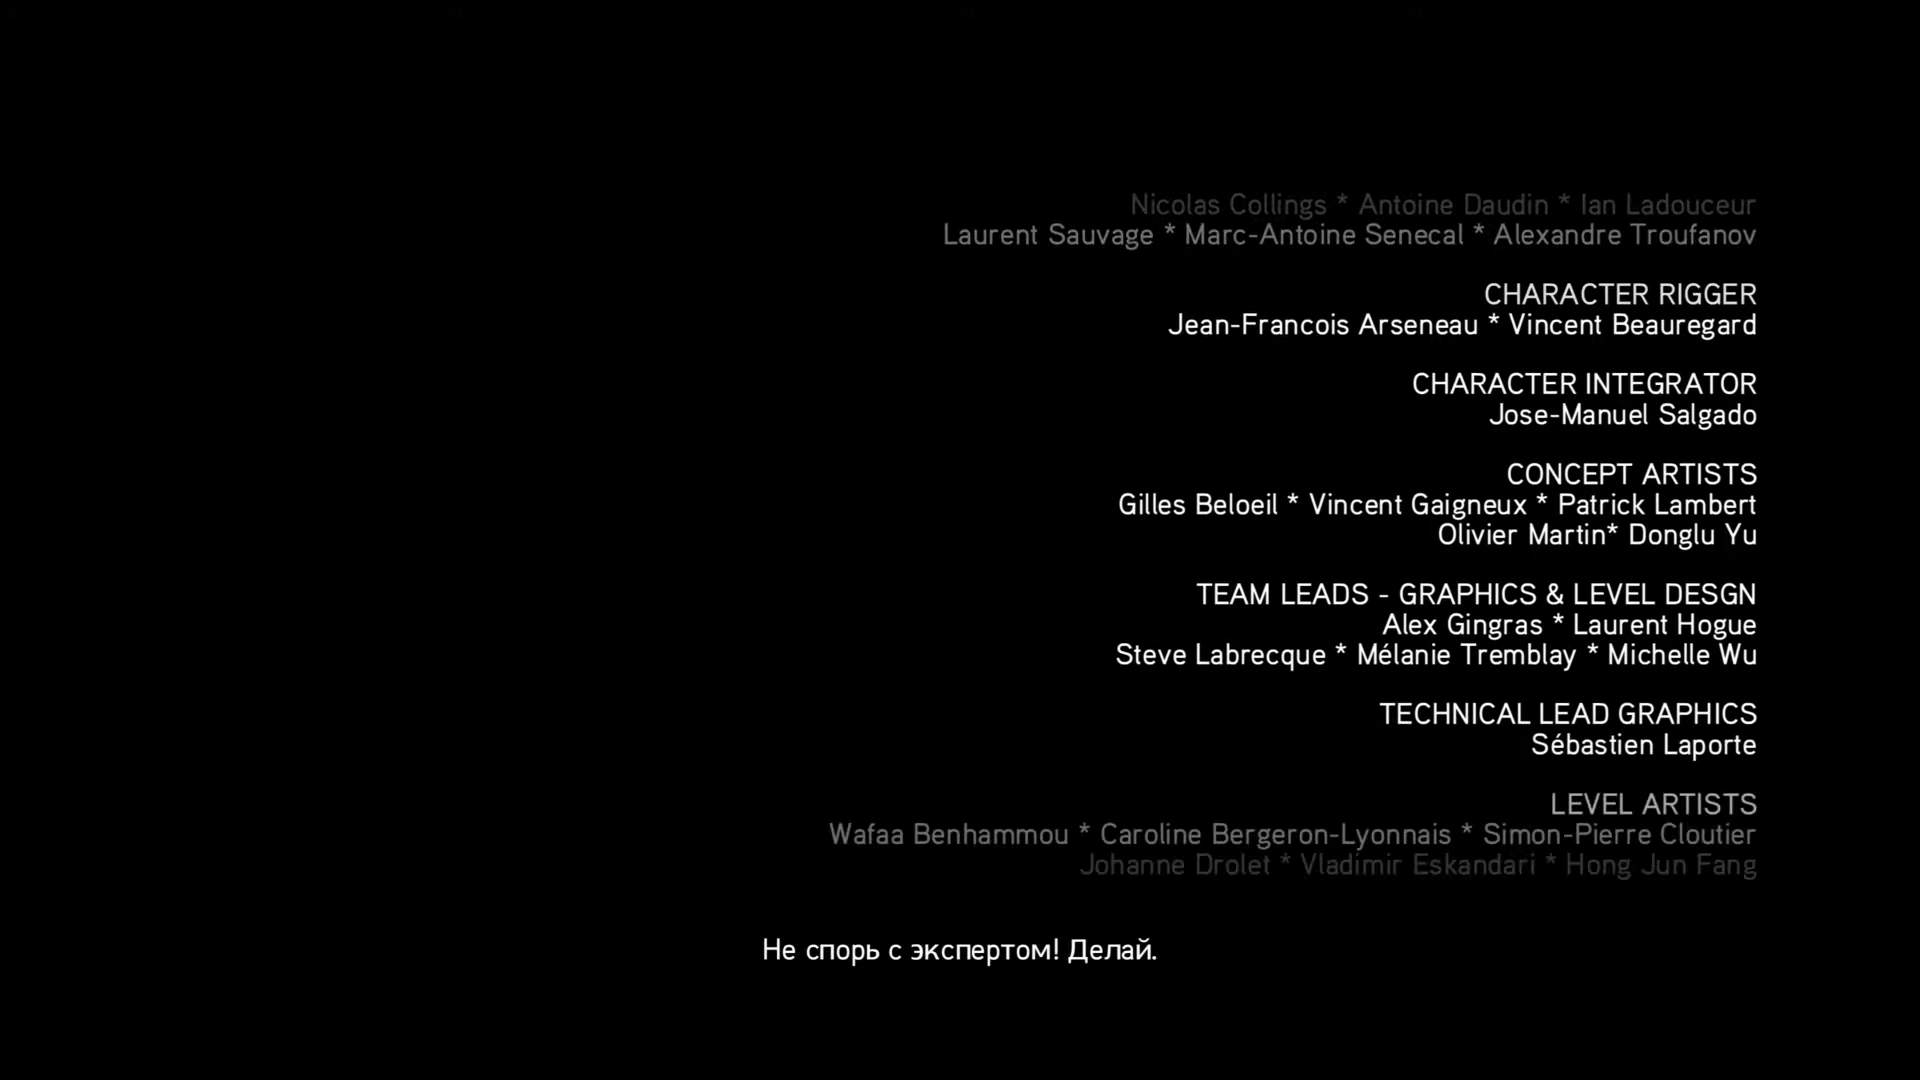 Nicolas Collings * Antoine Daudin * Ian Ladouceur
Laurent Sauvage * Marc-Antoine Senecal * Alexandre Troufanov
CHARACTER RIGGER
Jean-Francois Arseneau * Vincent Beauregard
CHARACTER INTEGRATOR
Jose-Manuel Salgado
CONCEPT ARTISTS
Gilles Beloeil * Vincent Gaigneux * Patrick Lambert
Olivier Martin* Donglu Yu
TEAM LEADS - GRAPHICS & LEVEL DESGN
Alex Gingras * Laurent Hogue
Steve Labrecque * Mélanie Tremblay * Michelle Wu
TECHNICAL LEAD GRAPHICS
Sébastien Laporte
LEVEL ARTISTS
Wafaa Benhammou * Caroline Bergeron-Lyonnais * Simon-Pierre Cloutier
Johanne Drolet * Vladimir Eskandari * Hong Jun Fang
Не спорь с экспертом! Делай.